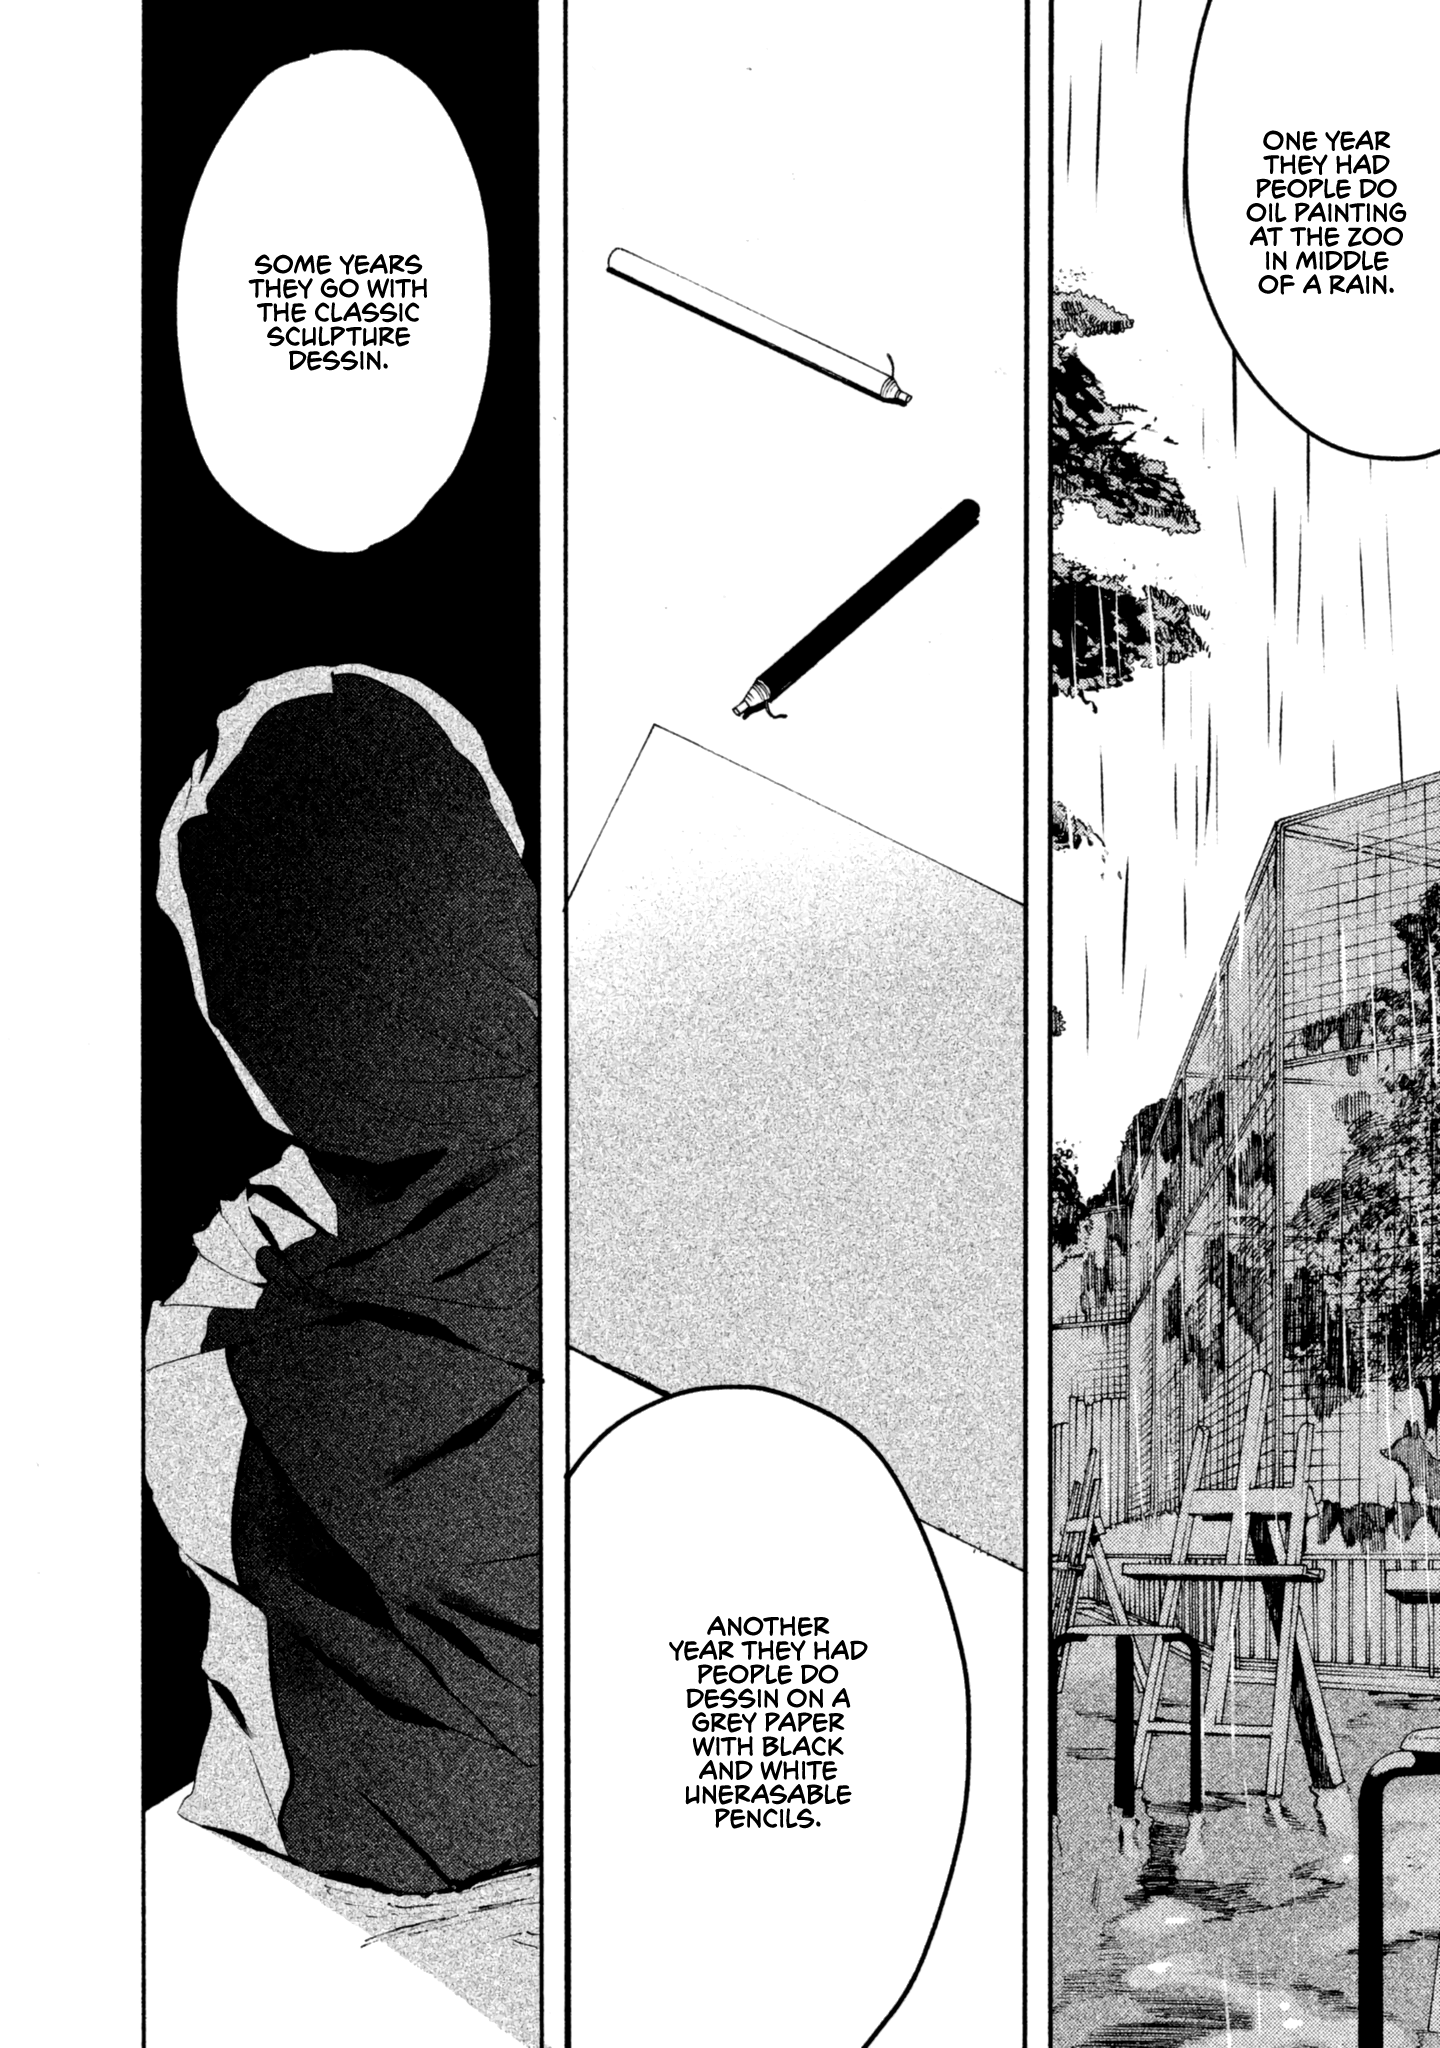 ONE YEAR
THEY HAD
PEOPLE DO
OIL PAINTING
AT THE ZOO
IN MIDDLE
OF A RAIN.
ANOTHER
YEAR THEY HAD
PEOPLE DO
DESSIN ON A
GREY PAPER
WITH BLACK
AND WHITE
UNERASABLE
PENCILS.
SOME YEARS
THEY GO WITH
THE CLASSIC
SCULPTURE
DESSIN.